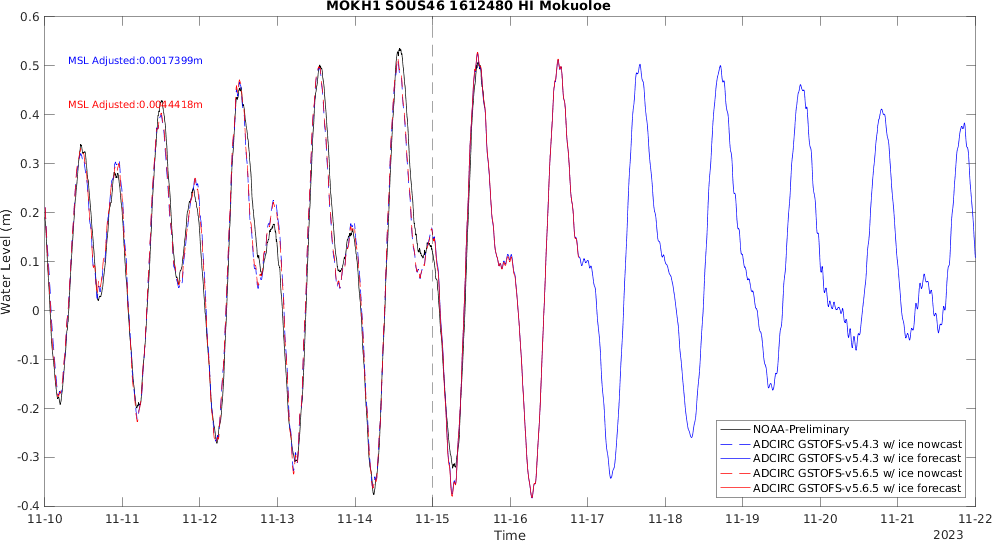 MOKH1 SOUS46 1612480 HI Mokuoloe
0.6
0.5
0.4
0.3
0.2
0.1
0
-0.1
-0.2
-0.3
-0.4
Water Level (m)
MSL Adjusted:0.0017399m
MSL Adjusted:0.0044418m
NOAA-Preliminary
ADCIRC GSTOFS-v5.4.3 w/ ice nowcast
ADCIRC GSTOFS-v5.4.3 w/ ice forecast
ADCIRC GSTOFS-v5.6.5 w/ ice nowcast
ADCIRC GSTOFS-v5.6.5 w/ ice forecast
11-10 11-11 11-12 11-13 11-14 11-15 11-16 11-17 11-18 11-19 11-20 11-21 11-22
Time
2023